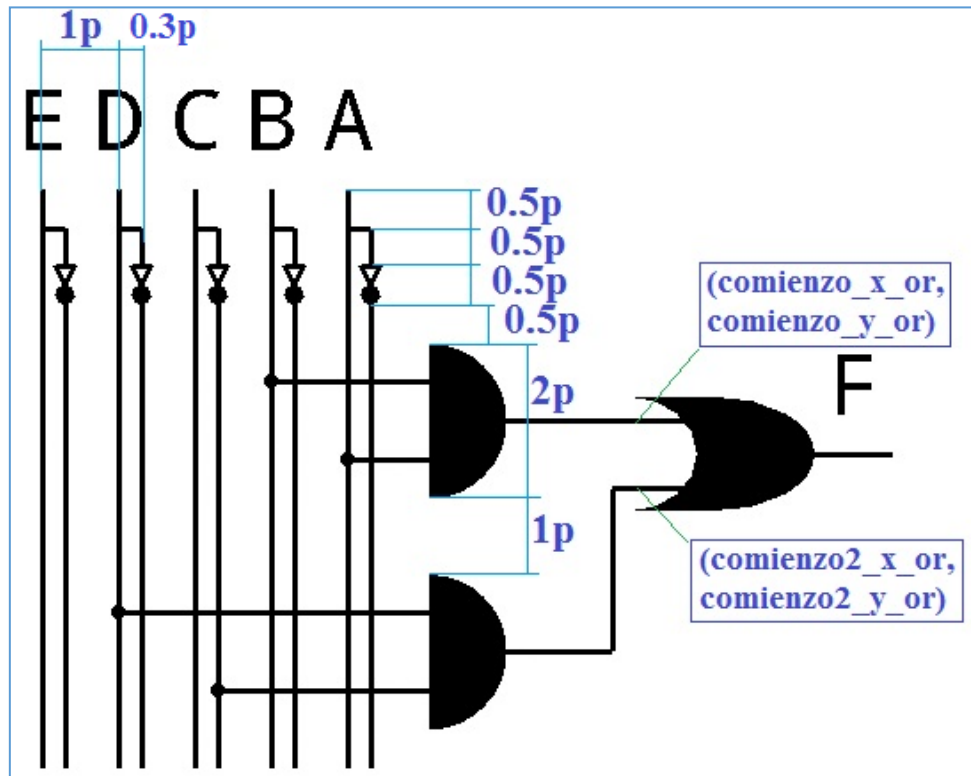 1p 0.3p
E D C B A
0.5p
0.5p
0.5p
0.5p
(comienzo_x_or,
comienzo_y_or)
F
2p
1p
(comienzo2_x_or,
comienzo2_y_or)